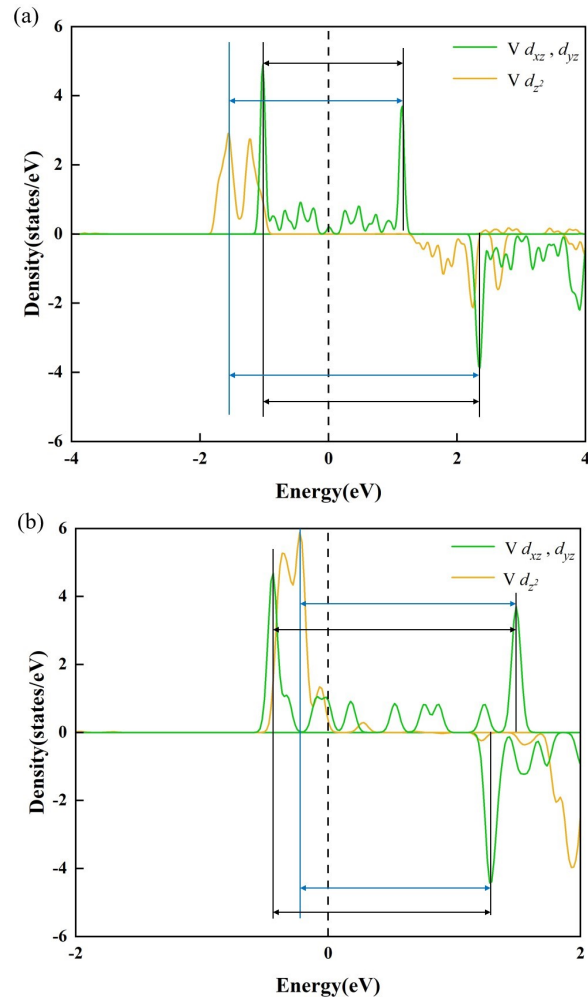 (a)
6
4
2
0
-2
-4
-6
Density(states/eV)
V dxz , dyz
V dz²
-4
-2
0
2
4
Energy(eV)
(b)
6
4
2
0
-2
-4
-6
Density(states/eV)
V dxz , dyz
V dz²
-2
0
2
Energy(eV)